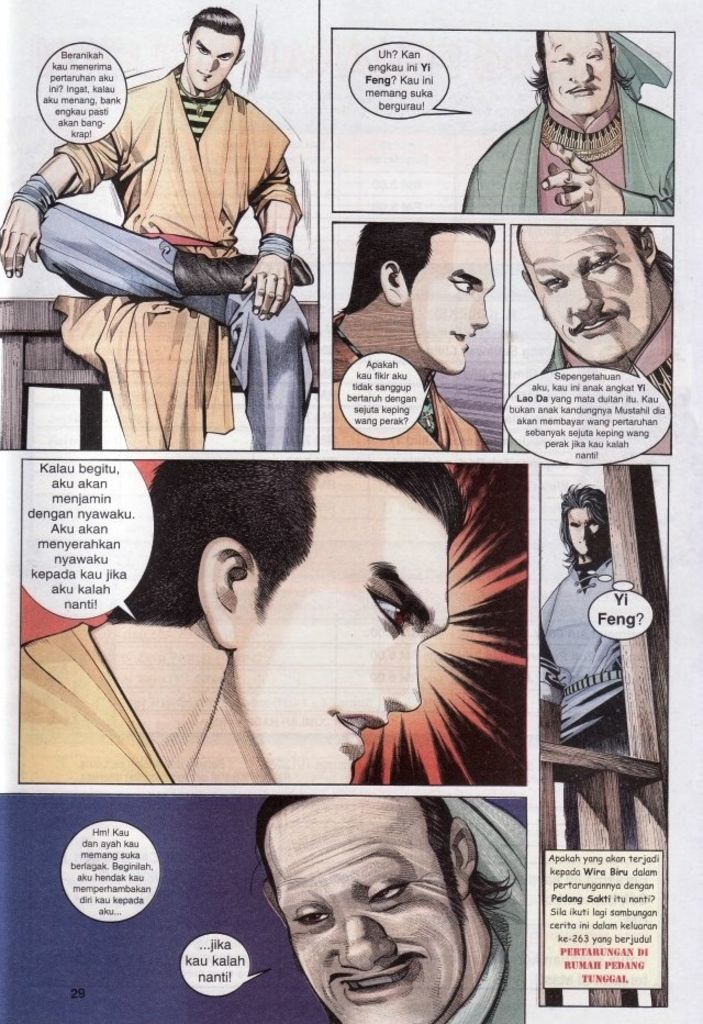 Beranikah
kau menerima
pertaruhan aku
ini? Ingat, kalau
aku menang, bank
engkau pasti
akan bang-
krap!
Uh? Kan
engkau ini Yi
Feng? Kau ini
memang suka
bergurau!
Apakah
kau fikir aku
tidak sanggup
bertaruh dengan
sejuta keping
wang perak?
Sepengetahuan
aku, kau ini anak angkat Yi
Lao Da yang mata duitan itu. Kau
bukan anak kandungnya Mustahil dia
akan membayar wang pertaruhan
sebanyak sejuta keping wang
perak jika kau kalah
nanti!
Kalau begitu,
aku akan
menjamin
dengan nyawaku.
Aku akan
menyerahkan
nyawaku
kepada kau jika
aku kalah
nanti!
Yi
Feng?
Hm! Kau
dan ayah kau
memang suka
berlagak. Beginilah,
aku hendak kau
memperhambakan
diri kau kepada
aku...
...jika
kau kalah
nanti!
Apakah yang akan terjadi
kepada Wira Biru dalam
pertarungannya dengan
Pedang Sakti itu nanti?
Sila ikuti lagi sambungan
cerita ini dalam keluaran
ke-263 yang berjudul
PERTARUNGAN DI
RUMAH PEDANG
TUNGGAL.
29